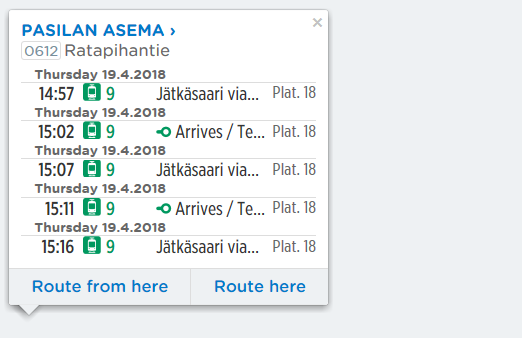 PASILAN ASEMA ›
0612 Ratapihantie
Thursday 19.4.2018
14:57 9 Jätkäsaari via... Plat. 18
Thursday 19.4.2018
15:02 9 Arrives / Te... Plat. 18
Thursday 19.4.2018
15:07 9 Jätkäsaari via... Plat. 18
Thursday 19.4.2018
15:11 9 Arrives / Te... Plat. 18
Thursday 19.4.2018
15:16 9 Jätkäsaari via... Plat. 18
Route from here Route here